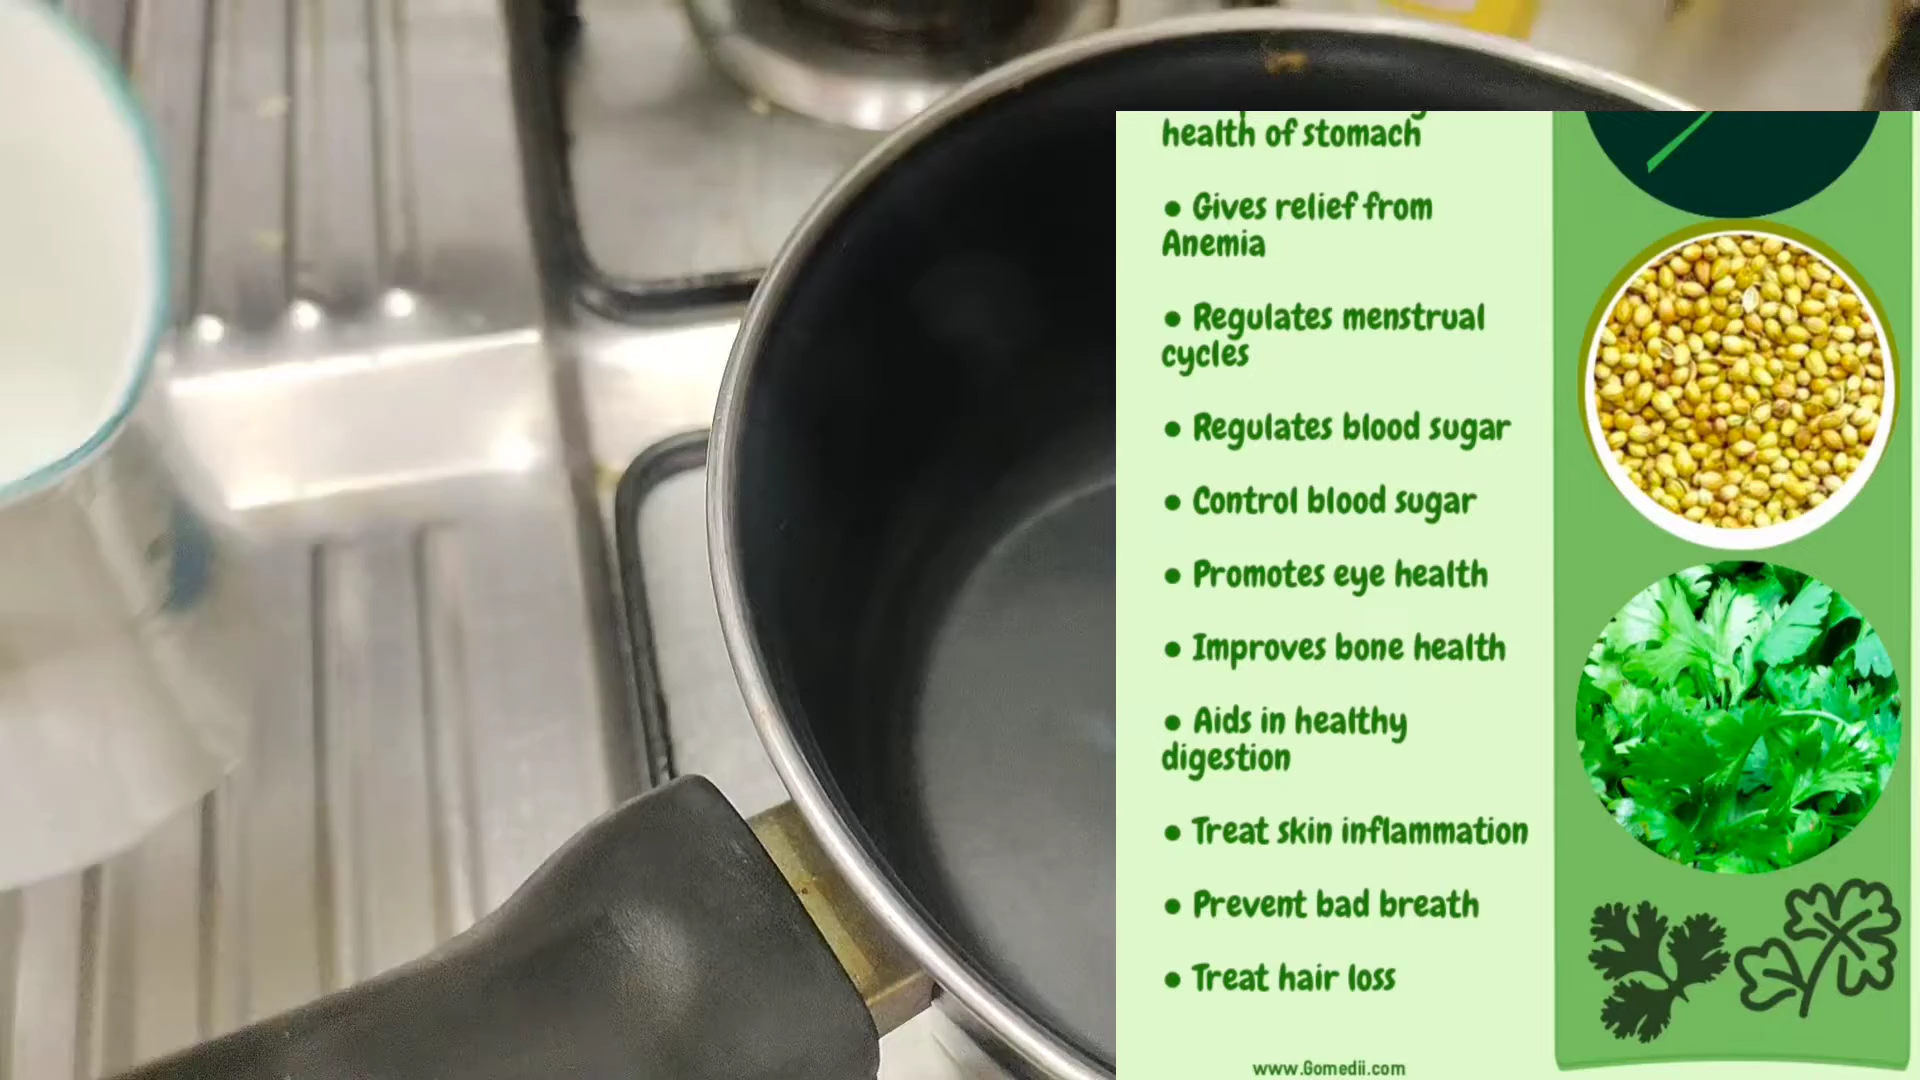 health of stomach
• Gives relief from
Anemia
• Regulates menstrual
cycles
• Regulates blood sugar
• Control blood sugar
• Promotes eye health
• Improves bone health
• Aids in healthy
digestion
• Treat skin inflammation
• Prevent bad breath
• Treat hair loss
www.Gomedii.com